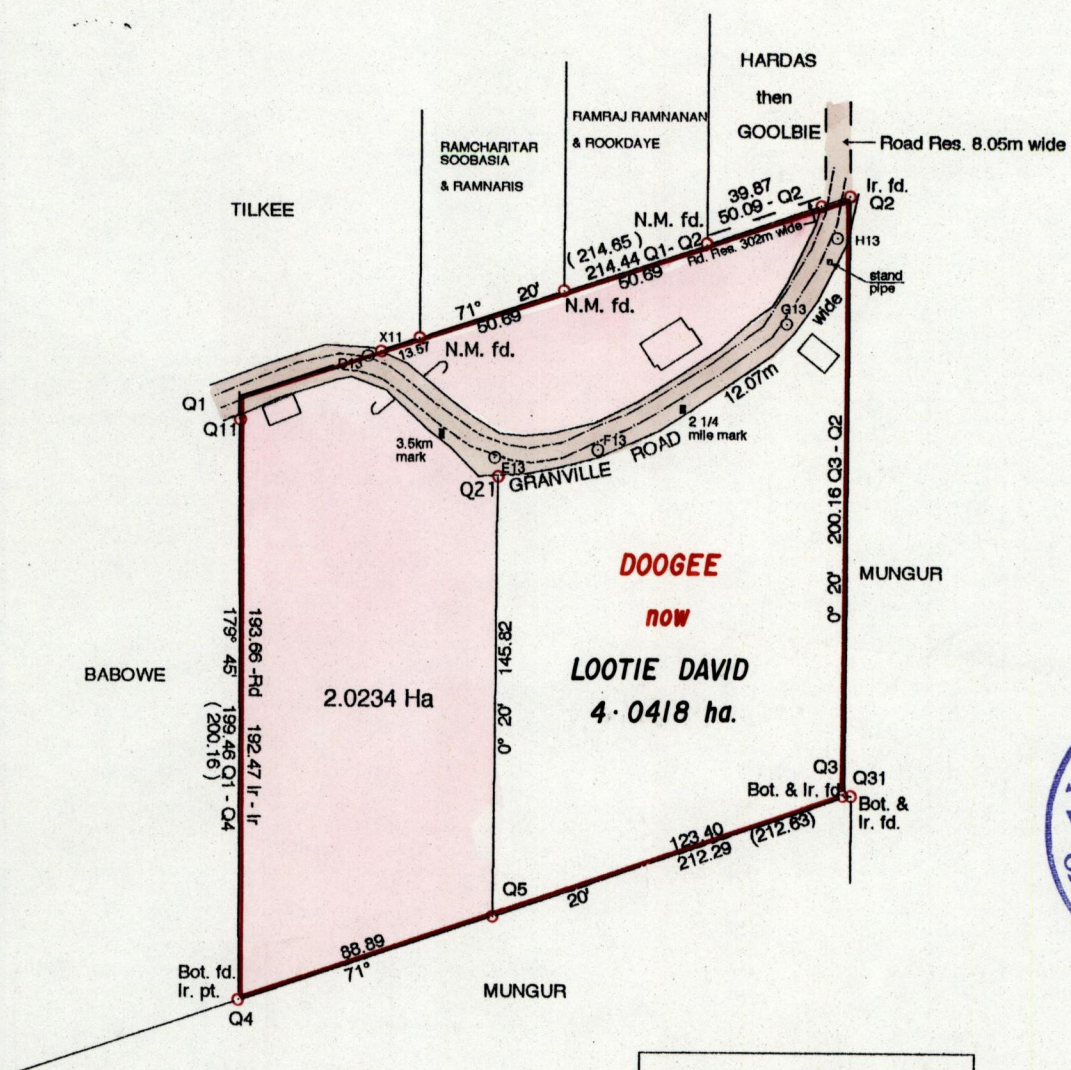 HARDAS
then
GOOLBIE
Road Res. 8.05m wide
RAMRAJ RAMNANAN
& ROOKDAYE
RAMCHARITAR
SOOBASIA
& RAMNARIS
TILKEE
Ir. fd.
Q2
39.87
50.09 - Q2
N.M. fd.
(214.65)
214.44 Q1- Q2
50.69
Rd. Res. 302m wide
H13
stand
pipe
71° 20'
50.69
N.M. fd.
X11
13.57
N.M. fd.
G13
wide
12.07m
Q1
Q11
3.5km
mark
2 1/4
mile mark
F13
E13
Q21
GRANVILLE ROAD
200.16 Q3 - Q2
0° 20'
MUNGUR
DOOGEE
now
LOOTIE DAVID
4.0418 ha.
145.82
0° 20'
BABOWE
2.0234 Ha
193.66 -Rd 192.47 Ir - Ir
179° 45' 199.46 Q1 - Q4
(200.16)
Q3
Q31
Bot. & Ir. fd
Bot. &
Ir. fd.
123.40
212.29 (212.63)
Q5
20'
88.89
71°
Bot. fd.
Ir. pt.
Q4
MUNGUR